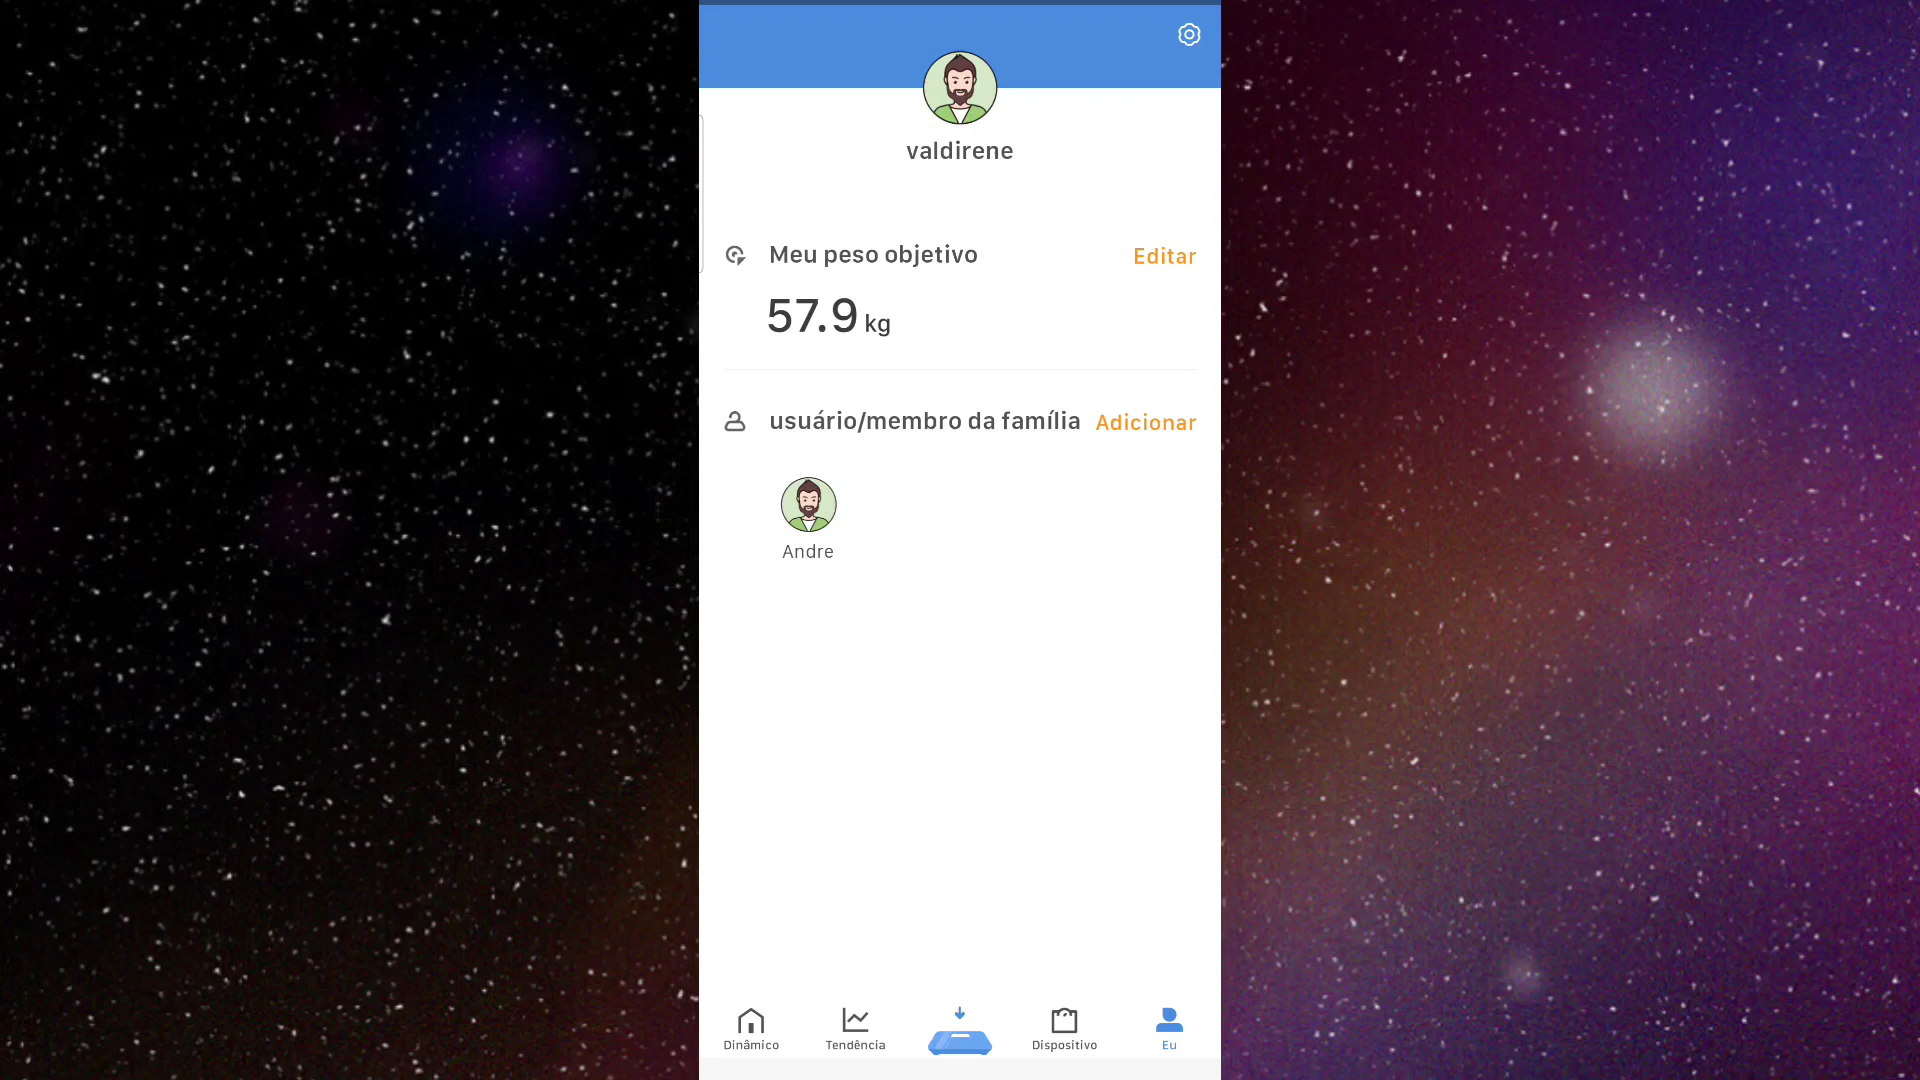 valdirene
Meu peso objetivo
Editar
57.9 kg
usuário/membro da família
Adicionar
Andre
Dinâmico
Tendência
Dispositivo
Eu